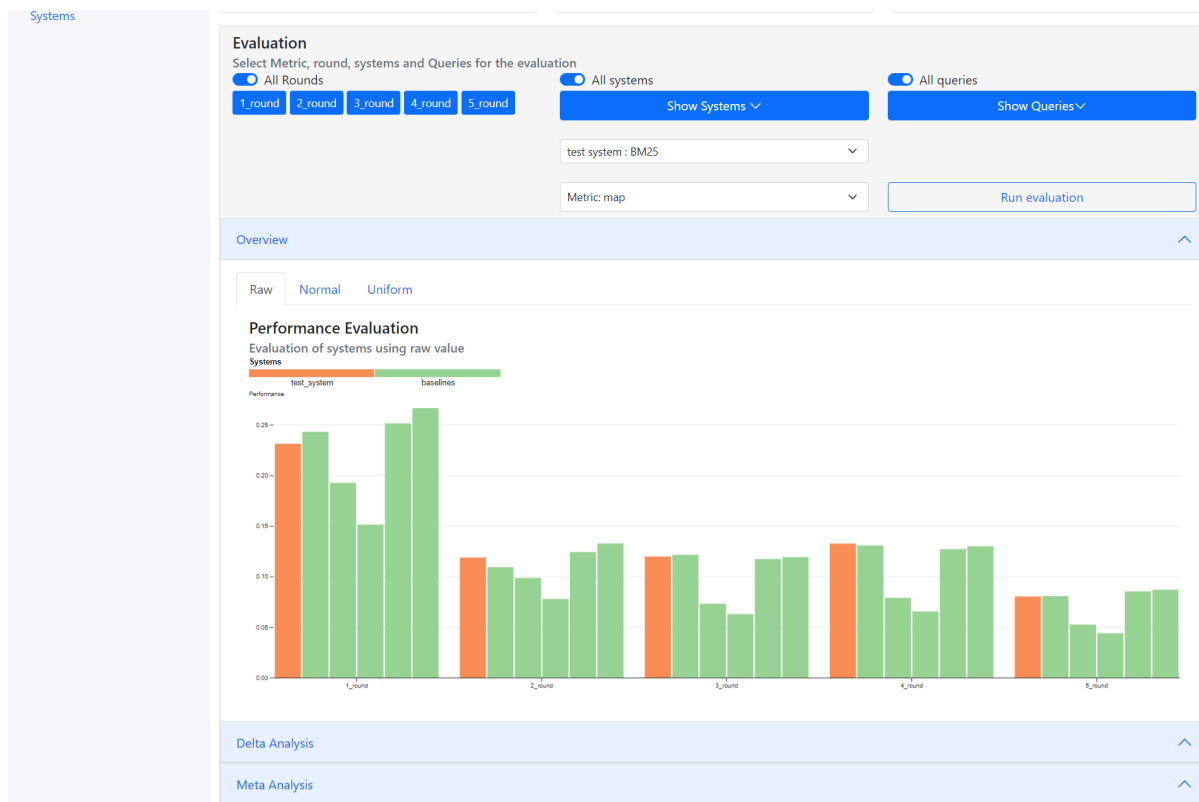 Systems
Evaluation
Select Metric, round, systems and Queries for the evaluation
All Rounds
All systems
All queries
1_round 2_round 3_round 4_round 5_round
Show Systems
Show Queries
test system : BM25
Metric: map
Run evaluation
Overview
Raw Normal Uniform
Performance Evaluation
Evaluation of systems using raw value
Systems
test_system baselines
Performance
0.25
0.20
0.15
0.10
0.05
0.00
1_round 2_round 3_round 4_round 5_round
Delta Analysis
Meta Analysis